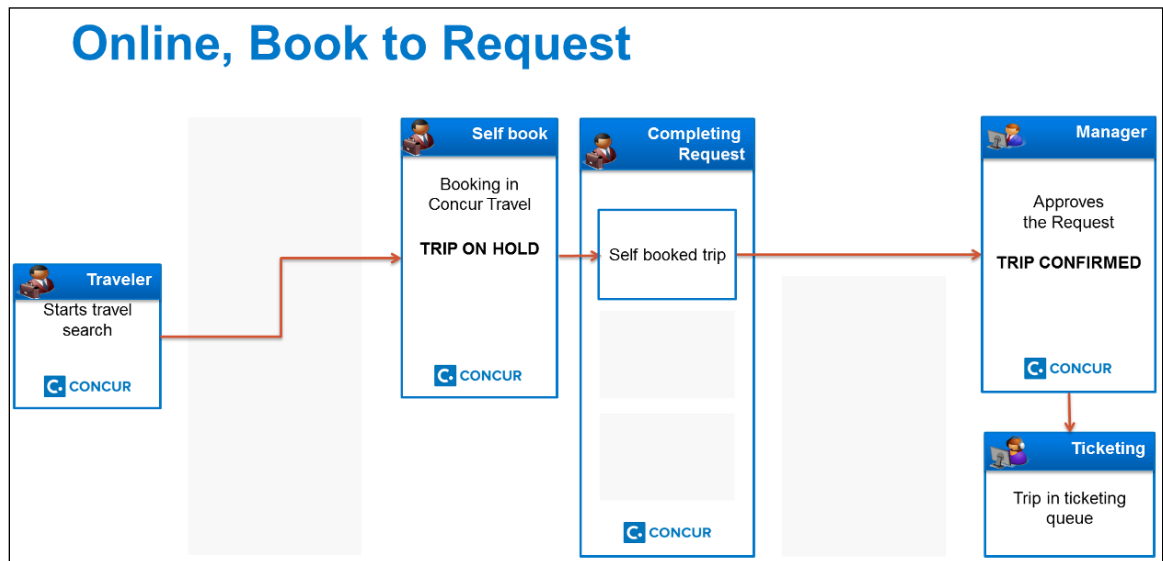 Online, Book to Request
Traveler
Starts travel
search
C. CONCUR
Self book
Booking in
Concur Travel
TRIP ON HOLD
C. CONCUR
Completing
Request
Self booked trip
C. CONCUR
Manager
Approves
the Request
TRIP CONFIRMED
C. CONCUR
Ticketing
Trip in ticketing
queue